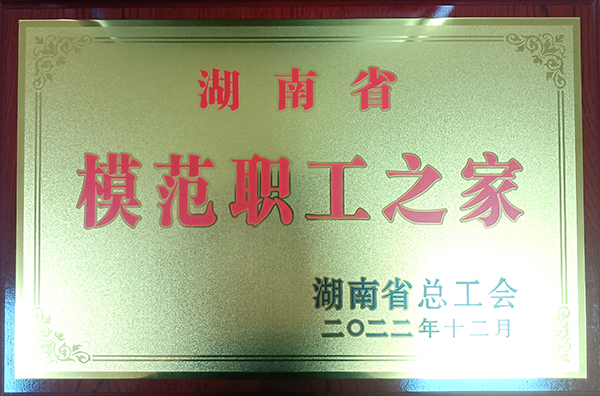 湖南省
模范职工之家
湖南省总工会
二〇二二年十二月